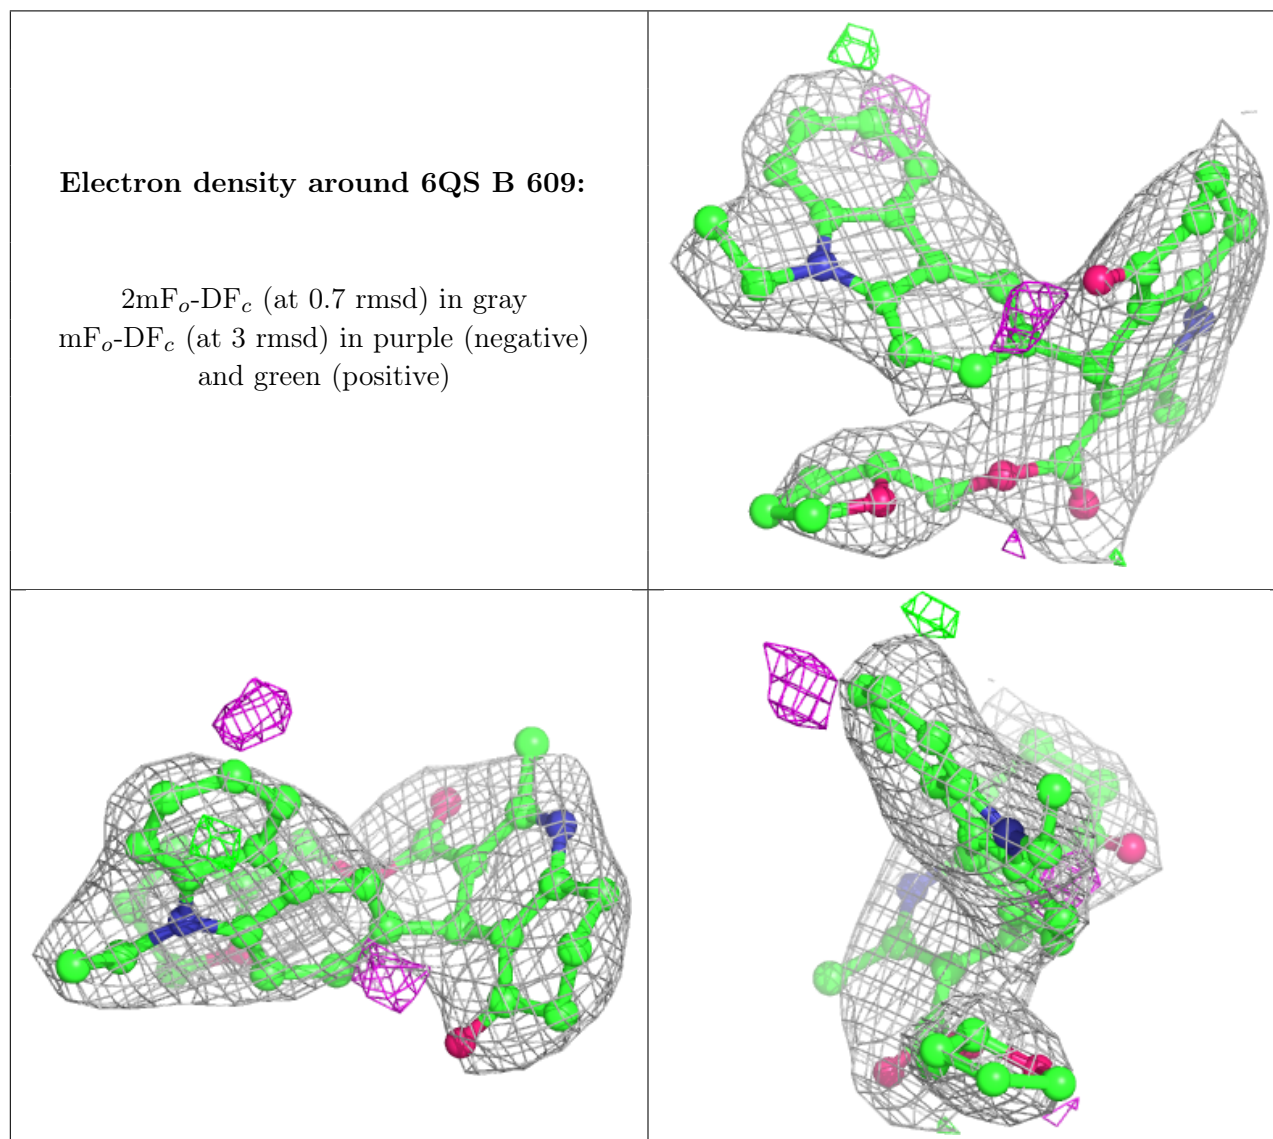 Electron density around 6QS B 609:
2mFo-DFc (at 0.7 rmsd) in gray
mFo-DFc (at 3 rmsd) in purple (negative)
and green (positive)